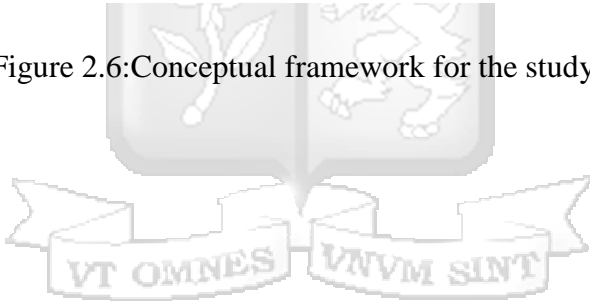 Figure 2.6:Conceptual framework for the study
VT OMNES VNVM SINT